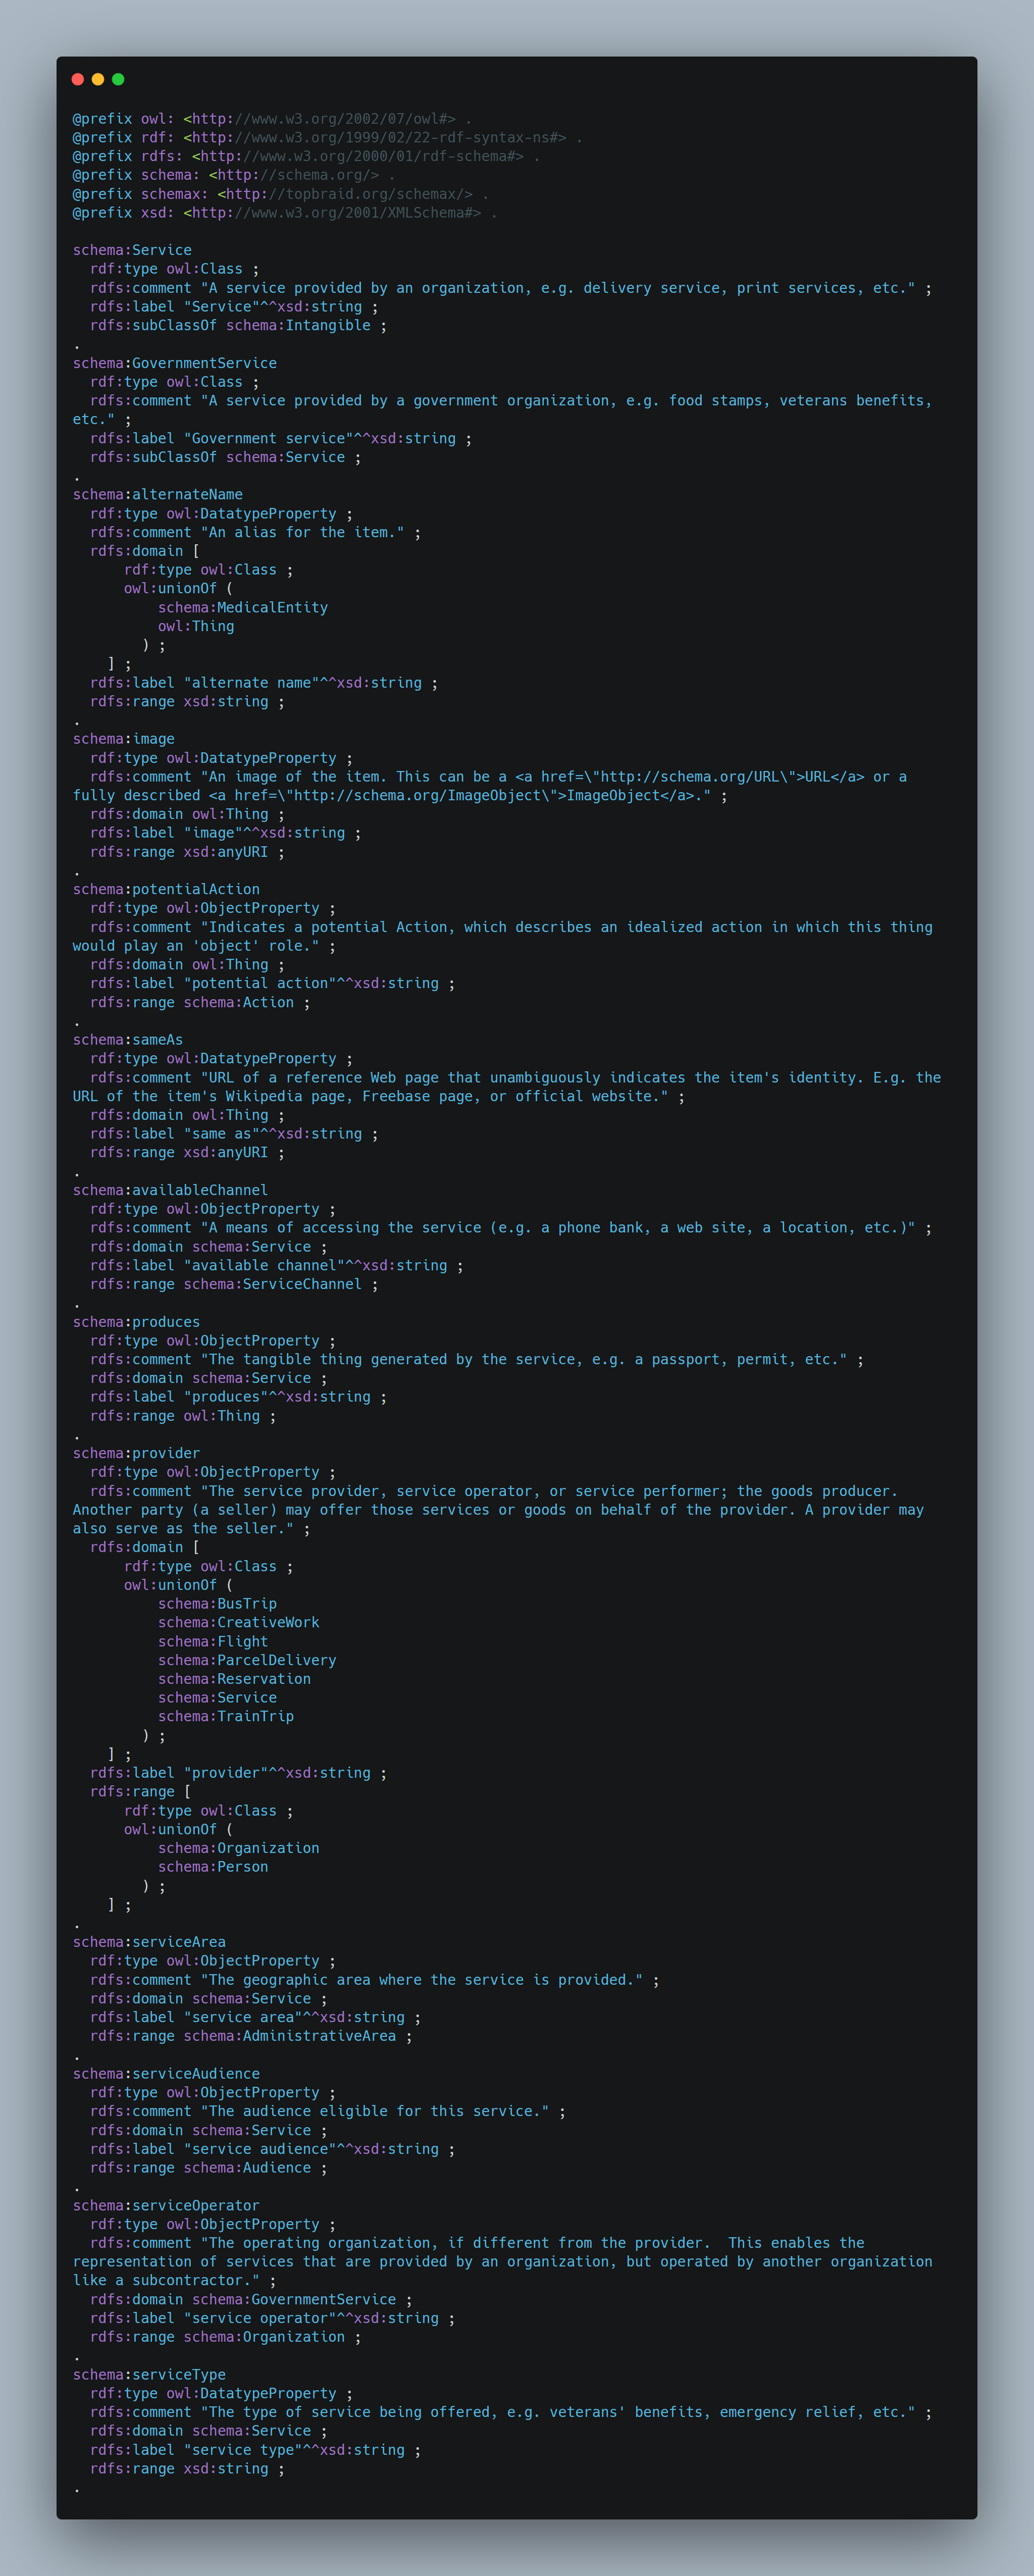 @prefix owl: <http://www.w3.org/2002/07/owl#> .
@prefix rdf: <http://www.w3.org/1999/02/22-rdf-syntax-ns#> .
@prefix rdfs: <http://www.w3.org/2000/01/rdf-schema#> .
@prefix schema: <http://schema.org/> .
@prefix schemax: <http://topbraid.org/schemax/> .
@prefix xsd: <http://www.w3.org/2001/XMLSchema#> .

schema:Service
  rdf:type owl:Class ;
  rdfs:comment "A service provided by an organization, e.g. delivery service, print services, etc." ;
  rdfs:label "Service"^^xsd:string ;
  rdfs:subClassOf schema:Intangible ;
.
schema:GovernmentService
  rdf:type owl:Class ;
  rdfs:comment "A service provided by a government organization, e.g. food stamps, veterans benefits,
etc." ;
  rdfs:label "Government service"^^xsd:string ;
  rdfs:subClassOf schema:Service ;
.
schema:alternateName
  rdf:type owl:DatatypeProperty ;
  rdfs:comment "An alias for the item." ;
  rdfs:domain [
      rdf:type owl:Class ;
      owl:unionOf (
          schema:MedicalEntity
          owl:Thing
        ) ;
    ] ;
  rdfs:label "alternate name"^^xsd:string ;
  rdfs:range xsd:string ;
.
schema:image
  rdf:type owl:DatatypeProperty ;
  rdfs:comment "An image of the item. This can be a <a href=\"http://schema.org/URL\">URL</a> or a
fully described <a href=\"http://schema.org/ImageObject\">ImageObject</a>." ;
  rdfs:domain owl:Thing ;
  rdfs:label "image"^^xsd:string ;
  rdfs:range xsd:anyURI ;
.
schema:potentialAction
  rdf:type owl:ObjectProperty ;
  rdfs:comment "Indicates a potential Action, which describes an idealized action in which this thing
would play an 'object' role." ;
  rdfs:domain owl:Thing ;
  rdfs:label "potential action"^^xsd:string ;
  rdfs:range schema:Action ;
.
schema:sameAs
  rdf:type owl:DatatypeProperty ;
  rdfs:comment "URL of a reference Web page that unambiguously indicates the item's identity. E.g. the
URL of the item's Wikipedia page, Freebase page, or official website." ;
  rdfs:domain owl:Thing ;
  rdfs:label "same as"^^xsd:string ;
  rdfs:range xsd:anyURI ;
.
schema:availableChannel
  rdf:type owl:ObjectProperty ;
  rdfs:comment "A means of accessing the service (e.g. a phone bank, a web site, a location, etc.)" ;
  rdfs:domain schema:Service ;
  rdfs:label "available channel"^^xsd:string ;
  rdfs:range schema:ServiceChannel ;
.
schema:produces
  rdf:type owl:ObjectProperty ;
  rdfs:comment "The tangible thing generated by the service, e.g. a passport, permit, etc." ;
  rdfs:domain schema:Service ;
  rdfs:label "produces"^^xsd:string ;
  rdfs:range owl:Thing ;
.
schema:provider
  rdf:type owl:ObjectProperty ;
  rdfs:comment "The service provider, service operator, or service performer; the goods producer.
Another party (a seller) may offer those services or goods on behalf of the provider. A provider may
also serve as the seller." ;
  rdfs:domain [
      rdf:type owl:Class ;
      owl:unionOf (
          schema:BusTrip
          schema:CreativeWork
          schema:Flight
          schema:ParcelDelivery
          schema:Reservation
          schema:Service
          schema:TrainTrip
        ) ;
    ] ;
  rdfs:label "provider"^^xsd:string ;
  rdfs:range [
      rdf:type owl:Class ;
      owl:unionOf (
          schema:Organization
          schema:Person
        ) ;
    ] ;
.
schema:serviceArea
  rdf:type owl:ObjectProperty ;
  rdfs:comment "The geographic area where the service is provided." ;
  rdfs:domain schema:Service ;
  rdfs:label "service area"^^xsd:string ;
  rdfs:range schema:AdministrativeArea ;
.
schema:serviceAudience
  rdf:type owl:ObjectProperty ;
  rdfs:comment "The audience eligible for this service." ;
  rdfs:domain schema:Service ;
  rdfs:label "service audience"^^xsd:string ;
  rdfs:range schema:Audience ;
.
schema:serviceOperator
  rdf:type owl:ObjectProperty ;
  rdfs:comment "The operating organization, if different from the provider.  This enables the
representation of services that are provided by an organization, but operated by another organization
like a subcontractor." ;
  rdfs:domain schema:GovernmentService ;
  rdfs:label "service operator"^^xsd:string ;
  rdfs:range schema:Organization ;
.
schema:serviceType
  rdf:type owl:DatatypeProperty ;
  rdfs:comment "The type of service being offered, e.g. veterans' benefits, emergency relief, etc." ;
  rdfs:domain schema:Service ;
  rdfs:label "service type"^^xsd:string ;
  rdfs:range xsd:string ;
.